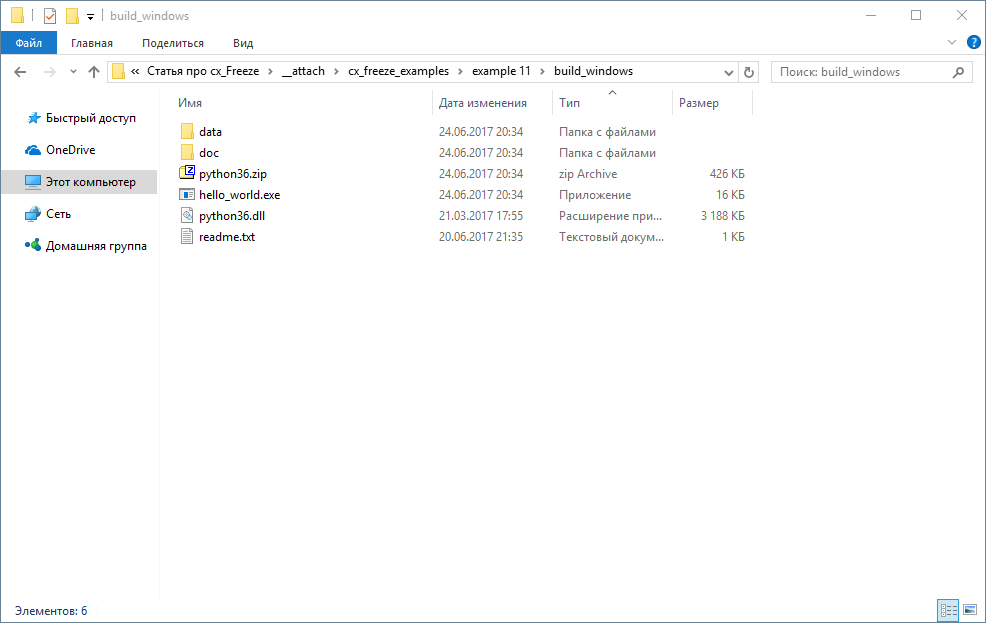 build_windows
Файл Главная Поделиться Вид
« Статья про cx_Freeze › __attach › cx_freeze_examples › example 11 › build_windows Поиск: build_windows
Быстрый доступ
OneDrive
Этот компьютер
Сеть
Домашняя группа
Имя Дата изменения Тип Размер
data 24.06.2017 20:34 Папка с файлами
doc 24.06.2017 20:34 Папка с файлами
python36.zip 24.06.2017 20:34 zip Archive 426 КБ
hello_world.exe 24.06.2017 20:34 Приложение 16 КБ
python36.dll 21.03.2017 17:55 Расширение при... 3 188 КБ
readme.txt 20.06.2017 21:35 Текстовый докум... 1 КБ
Элементов: 6